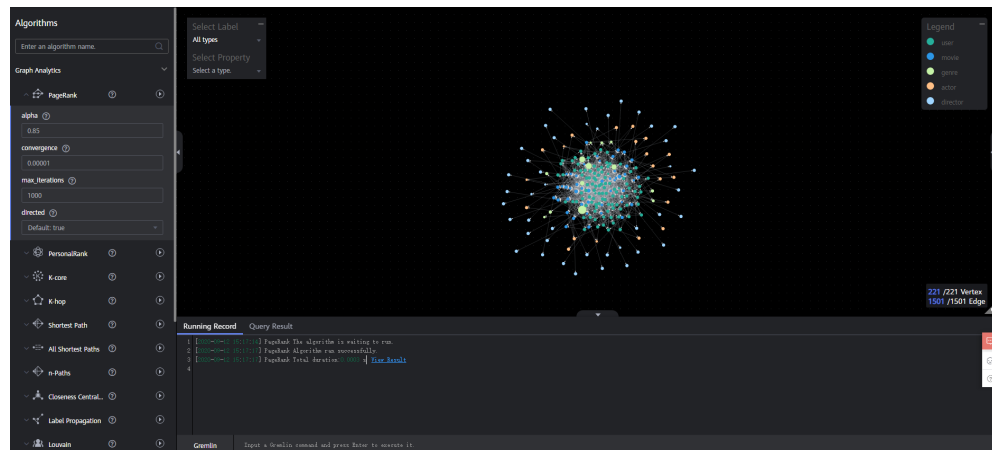 Algorithms
Enter an algorithm name.
Graph Analytics
PageRank
alpha
0.85
convergence
0.00001
max_iterations
1000
directed
Default: true
PersonalRank
K-core
K-hop
Shortest Path
All Shortest Paths
n-Paths
Closeness Central..
Label Propagation
Louvain
Select Label
All types
Select Property
Select a type.
Legend
user
movie
genre
actor
director
221 /221 Vertex
1501 /1501 Edge
Running Record Query Result
1 PageRank The algorithm is waiting to run.
2 PageRank Algorithm run successfully.
3 PageRank Total duration: s View Result
4
Gremlin Input a Gremlin command and press Enter to execute it.